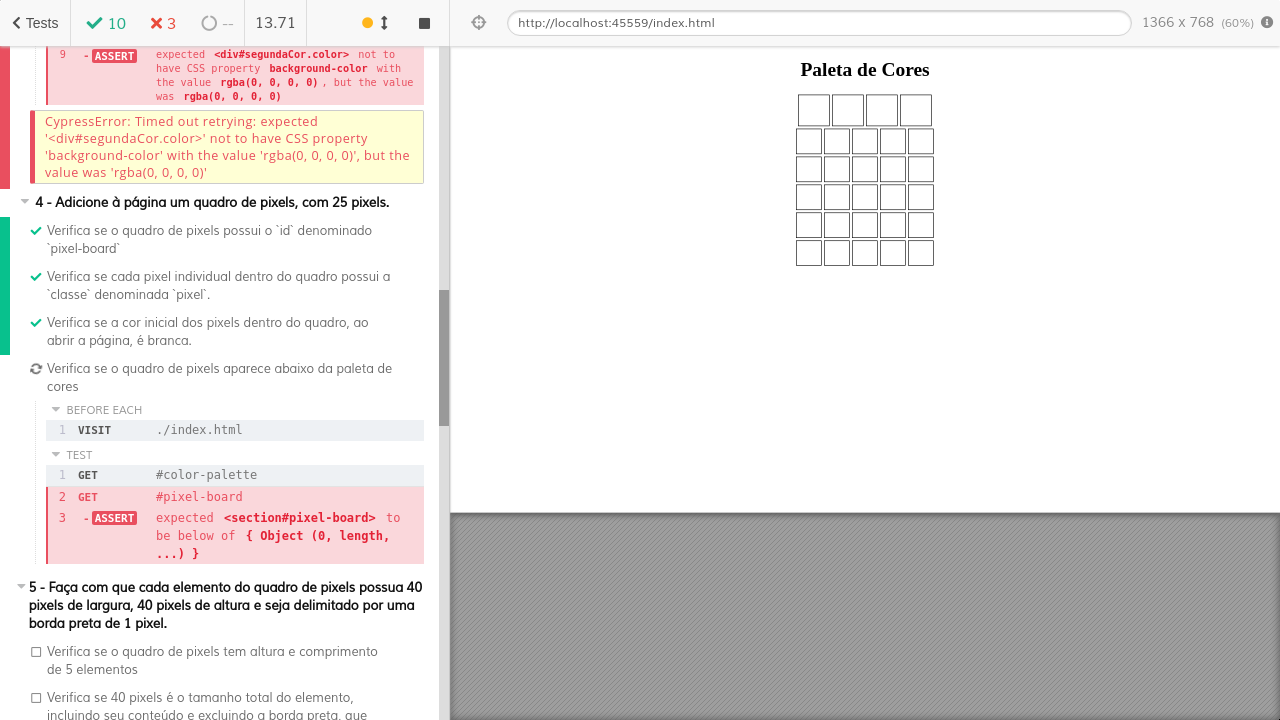 Tests 10 3 -- 13.71
http://localhost:45559/index.html 1366 x 768 (60%)
9 - ASSERT expected <div#segundaCor.color> not to
have CSS property background-color with
the value rgba(0, 0, 0, 0) , but the value
was rgba(0, 0, 0, 0)
CypressError: Timed out retrying: expected
'<div#segundaCor.color>' not to have CSS property
'background-color' with the value 'rgba(0, 0, 0, 0)', but the
value was 'rgba(0, 0, 0, 0)'
4 - Adicione à página um quadro de pixels, com 25 pixels.
Verifica se o quadro de pixels possui o `id` denominado
`pixel-board`
Verifica se cada pixel individual dentro do quadro possui a
`classe` denominada `pixel`.
Verifica se a cor inicial dos pixels dentro do quadro, ao
abrir a página, é branca.
Verifica se o quadro de pixels aparece abaixo da paleta de
cores
BEFORE EACH
1 VISIT ./index.html
TEST
1 GET #color-palette
2 GET #pixel-board
3 - ASSERT expected <section#pixel-board> to
be below of { Object (0, length,
...) }
5 - Faça com que cada elemento do quadro de pixels possua 40
pixels de largura, 40 pixels de altura e seja delimitado por uma
borda preta de 1 pixel.
Verifica se o quadro de pixels tem altura e comprimento
de 5 elementos
Verifica se 40 pixels é o tamanho total do elemento,
incluindo seu conteúdo e excluindo a borda preta, que
Paleta de Cores